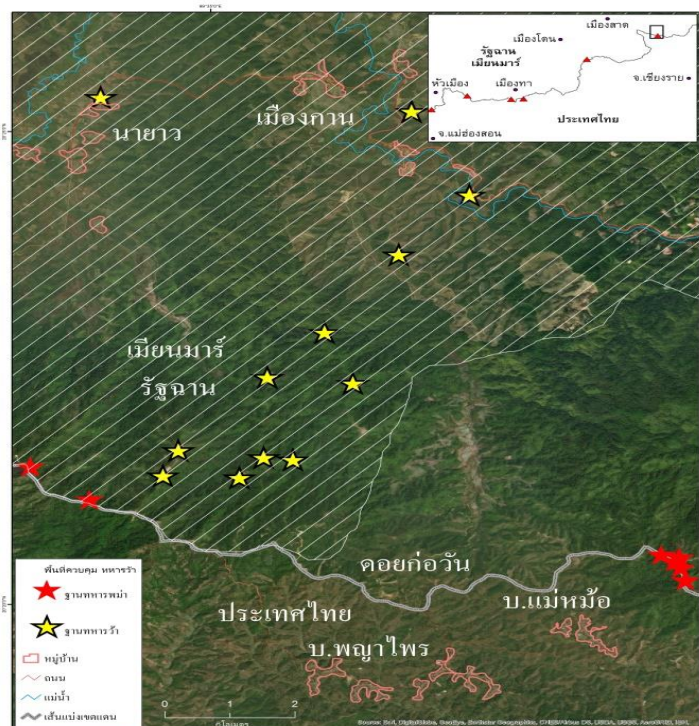 เมืองสาด
เมืองโตน
รัฐฉาน
เมียนมาร์
จ.เชียงราย
หัวเมือง
เมืองทา
ประเทศไทย
จ.แม่ฮ่องสอน
นายาว
เมืองกาน
เมียนมาร์
รัฐฉาน
ดอยก่อวัน
ประเทศไทย
บ.แม่หม้อ
บ.พญาไพร
พื้นที่ควบคุม ทหารว้า
ฐานทหารพม่า
ฐานทหารว้า
หมู่บ้าน
ถนน
แม่น้ำ
เส้นแบ่งเขตแดน
0 1 2
กิโลเมตร